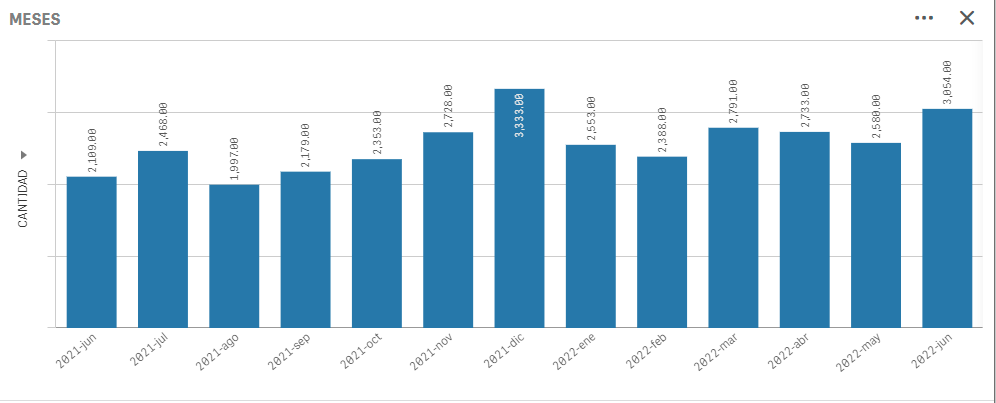 MESES
CANTIDAD
2,109.00
2,468.00
1,997.00
2,179.00
2,353.00
2,728.00
3,333.00
2,553.00
2,388.00
2,791.00
2,733.00
2,580.00
3,054.00
2021-jun
2021-jul
2021-ago
2021-sep
2021-oct
2021-nov
2021-dic
2022-ene
2022-feb
2022-mar
2022-abr
2022-may
2022-jun